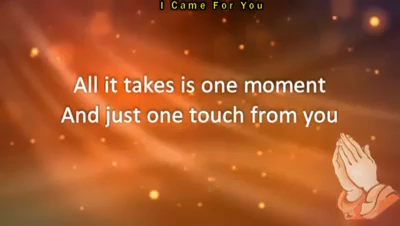 I Came For You
All it takes is one moment
And just one touch from you